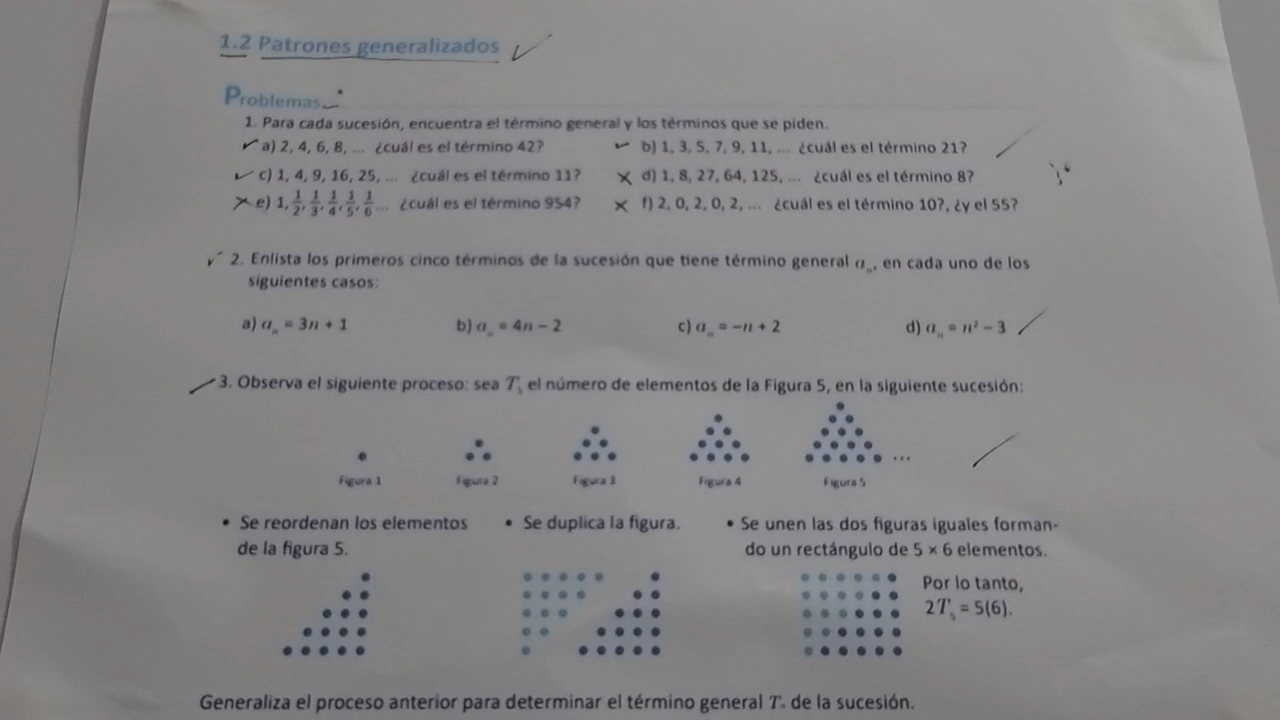 1.2 Patrones generalizados
Problemas
1. Para cada sucesión, encuentra el término general y los términos que se piden.
a) 2, 4, 6, 8, ... ¿cuál es el término 42?
b) 1, 3, 5, 7, 9, 11, ... ¿cuál es el término 21?
c) 1, 4, 9, 16, 25, ... ¿cuál es el término 11?
d) 1, 8, 27, 64, 125, ... ¿cuál es el término 8?
e) 1, 1/2, 1/3, 1/4, 1/5, 1/6 ... ¿cuál es el término 954?
f) 2, 0, 2, 0, 2, ... ¿cuál es el término 10?, ¿y el 55?
2. Enlista los primeros cinco términos de la sucesión que tiene término general aₙ, en cada uno de los
siguientes casos:
a) aₙ = 3n + 1
b) aₙ = 4n − 2
c) aₙ = −n + 2
d) aₙ = n² − 3
3. Observa el siguiente proceso: sea T₅ el número de elementos de la Figura 5, en la siguiente sucesión:
...
Figura 1
Figura 2
Figura 3
Figura 4
Figura 5
• Se reordenan los elementos
de la figura 5.
• Se duplica la figura.
• Se unen las dos figuras iguales forman-
do un rectángulo de 5 × 6 elementos.
Por lo tanto,
2T₅ = 5(6).
Generaliza el proceso anterior para determinar el término general Tₙ de la sucesión.